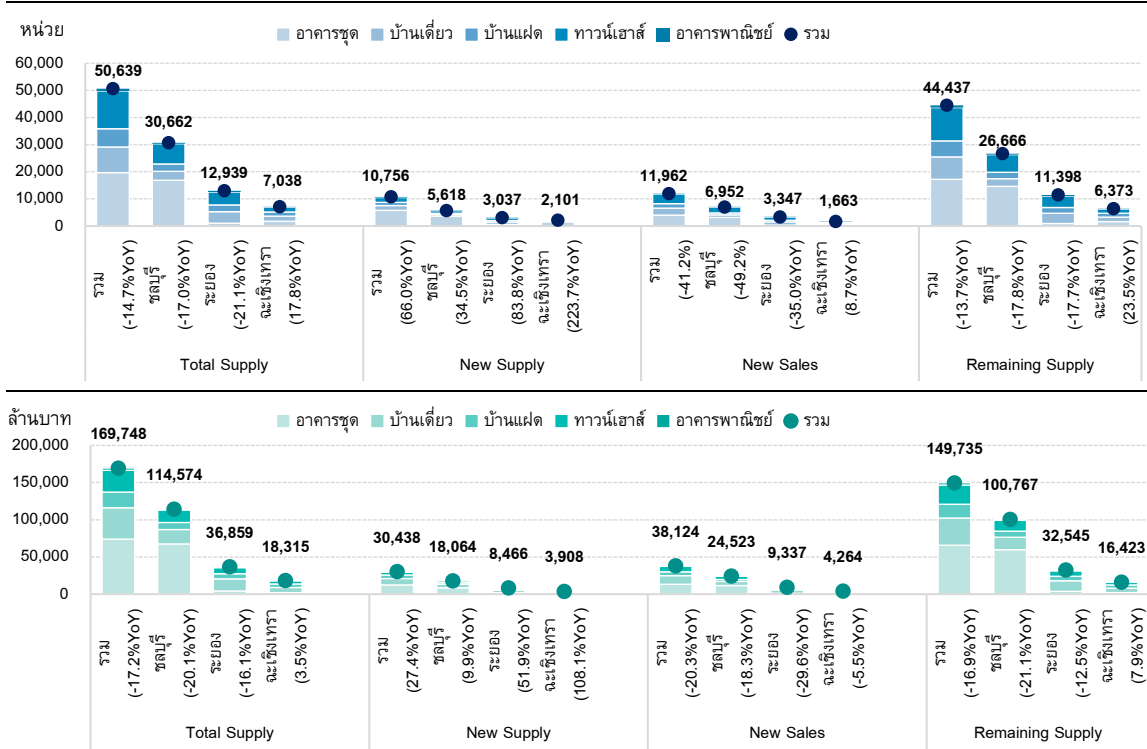 หน่วย
อาคารชุด บ้านเดี่ยว บ้านแฝด ทาวน์เฮาส์ อาคารพาณิชย์ รวม
60,000
50,000
40,000
30,000
20,000
10,000
0
50,639
30,662
12,939
7,038
10,756
5,618
3,037
2,101
11,962
6,952
3,347
1,663
44,437
26,666
11,398
6,373
รวม
(-14.7%YoY)
ชลบุรี
(-17.0%YoY)
ระยอง
(-21.1%YoY)
ฉะเชิงเทรา
(17.8%YoY)
รวม
(66.0%YoY)
ชลบุรี
(34.5%YoY)
ระยอง
(83.8%YoY)
ฉะเชิงเทรา
(223.7%YoY)
รวม
(-41.2%)
ชลบุรี
(-49.2%)
ระยอง
(-35.0%YoY)
ฉะเชิงเทรา
(8.7%YoY)
รวม
(-13.7%YoY)
ชลบุรี
(-17.8%YoY)
ระยอง
(-17.7%YoY)
ฉะเชิงเทรา
(23.5%YoY)
Total Supply
New Supply
New Sales
Remaining Supply
ล้านบาท
อาคารชุด บ้านเดี่ยว บ้านแฝด ทาวน์เฮาส์ อาคารพาณิชย์ รวม
200,000
150,000
100,000
50,000
0
169,748
114,574
36,859
18,315
30,438
18,064
8,466
3,908
38,124
24,523
9,337
4,264
149,735
100,767
32,545
16,423
รวม
(-17.2%YoY)
ชลบุรี
(-20.1%YoY)
ระยอง
(-16.1%YoY)
ฉะเชิงเทรา
(3.5%YoY)
รวม
(27.4%YoY)
ชลบุรี
(9.9%YoY)
ระยอง
(51.9%YoY)
ฉะเชิงเทรา
(108.1%YoY)
รวม
(-20.3%YoY)
ชลบุรี
(-18.3%YoY)
ระยอง
(-29.6%YoY)
ฉะเชิงเทรา
(-5.5%YoY)
รวม
(-16.9%YoY)
ชลบุรี
(-21.1%YoY)
ระยอง
(-12.5%YoY)
ฉะเชิงเทรา
(7.9%YoY)
Total Supply
New Supply
New Sales
Remaining Supply